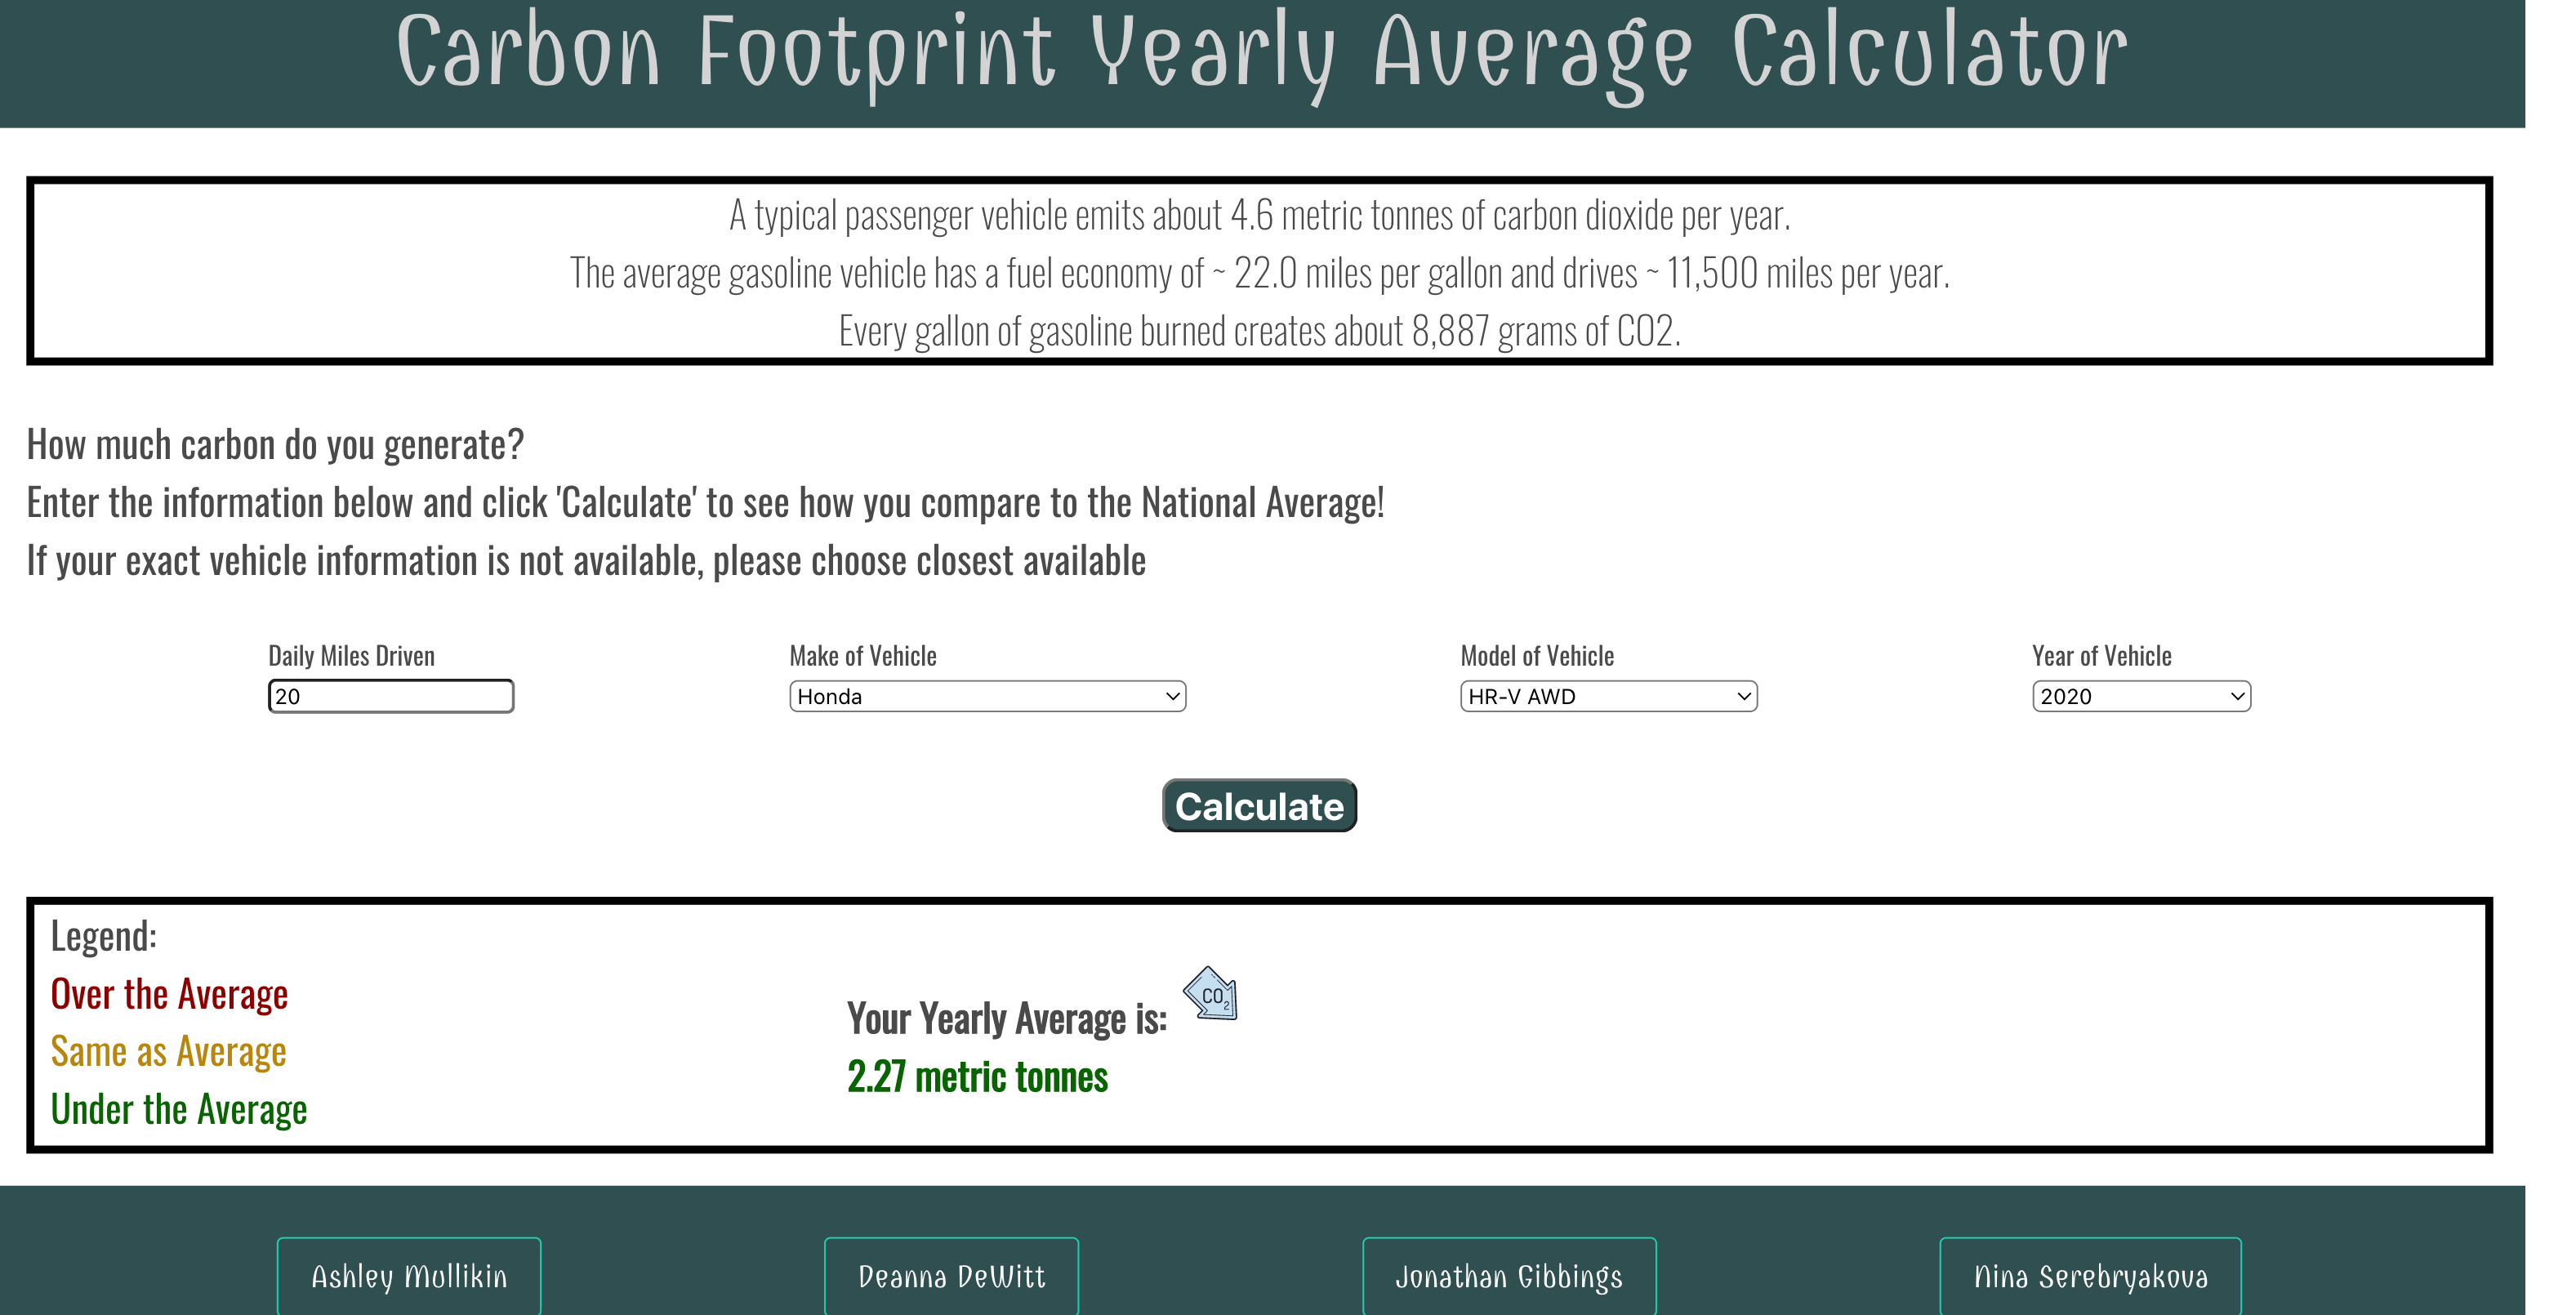 Carbon Footprint Yearly Average Calculator
A typical passenger vehicle emits about 4.6 metric tonnes of carbon dioxide per year.
The average gasoline vehicle has a fuel economy of ~ 22.0 miles per gallon and drives ~ 11,500 miles per year.
Every gallon of gasoline burned creates about 8,887 grams of CO2.
How much carbon do you generate?
Enter the information below and click 'Calculate' to see how you compare to the National Average!
If your exact vehicle information is not available, please choose closest available
Daily Miles Driven
20
Make of Vehicle
Honda
Model of Vehicle
HR-V AWD
Year of Vehicle
2020
Calculate
Legend:
Over the Average
Same as Average
Under the Average
Your Yearly Average is:
CO2
2.27 metric tonnes
Ashley Mullikin
Deanna DeWitt
Jonathan Gibbings
Nina Serebryakova